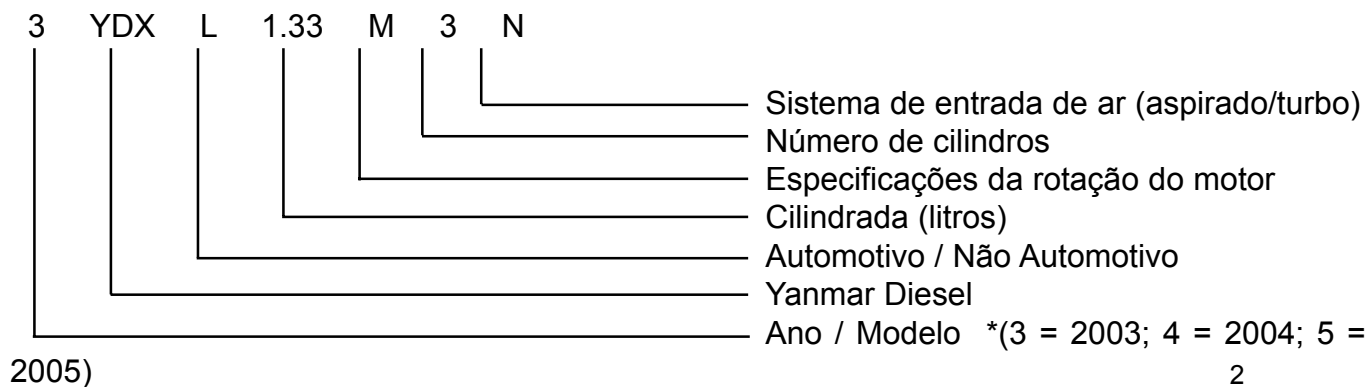 3 YDX L 1.33 M 3 N
Sistema de entrada de ar (aspirado/turbo)
Número de cilindros
Especificações da rotação do motor
Cilindrada (litros)
Automotivo / Não Automotivo
Yanmar Diesel
Ano / Modelo *(3 = 2003; 4 = 2004; 5 =
2005) 2